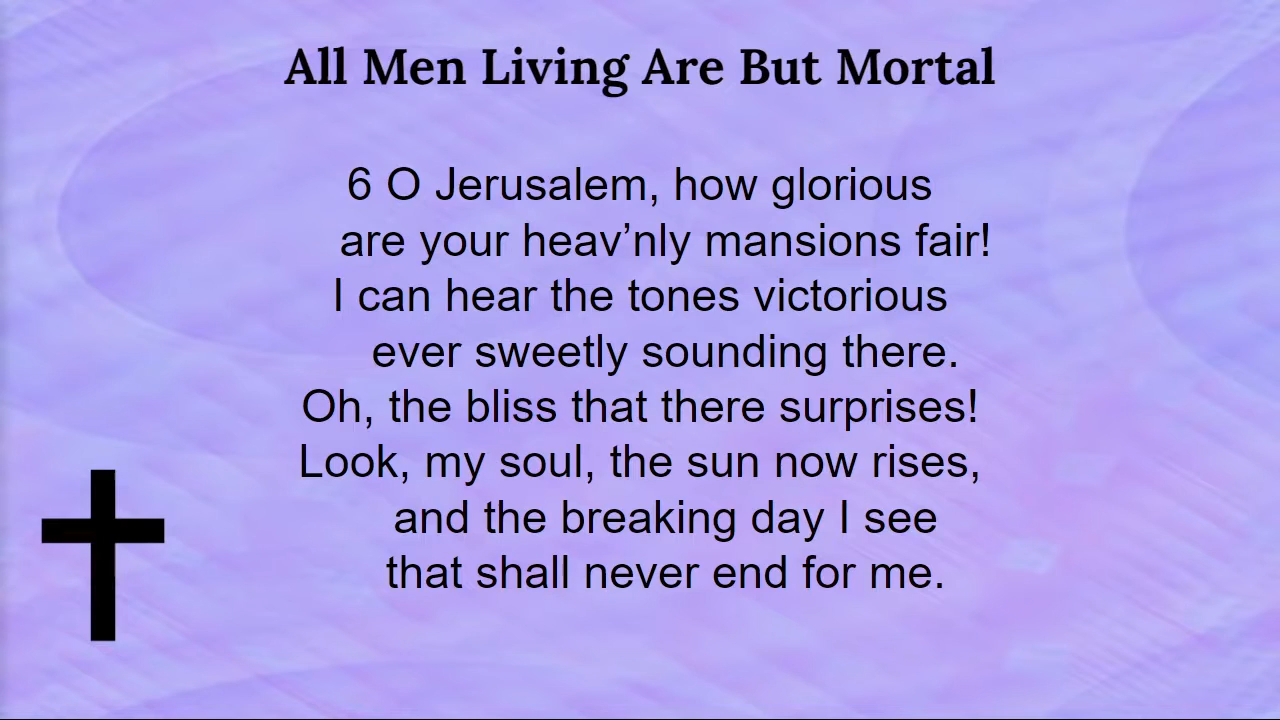 All Men Living Are But Mortal
6 O Jerusalem, how glorious
are your heav’nly mansions fair!
I can hear the tones victorious
ever sweetly sounding there.
Oh, the bliss that there surprises!
Look, my soul, the sun now rises,
and the breaking day I see
that shall never end for me.